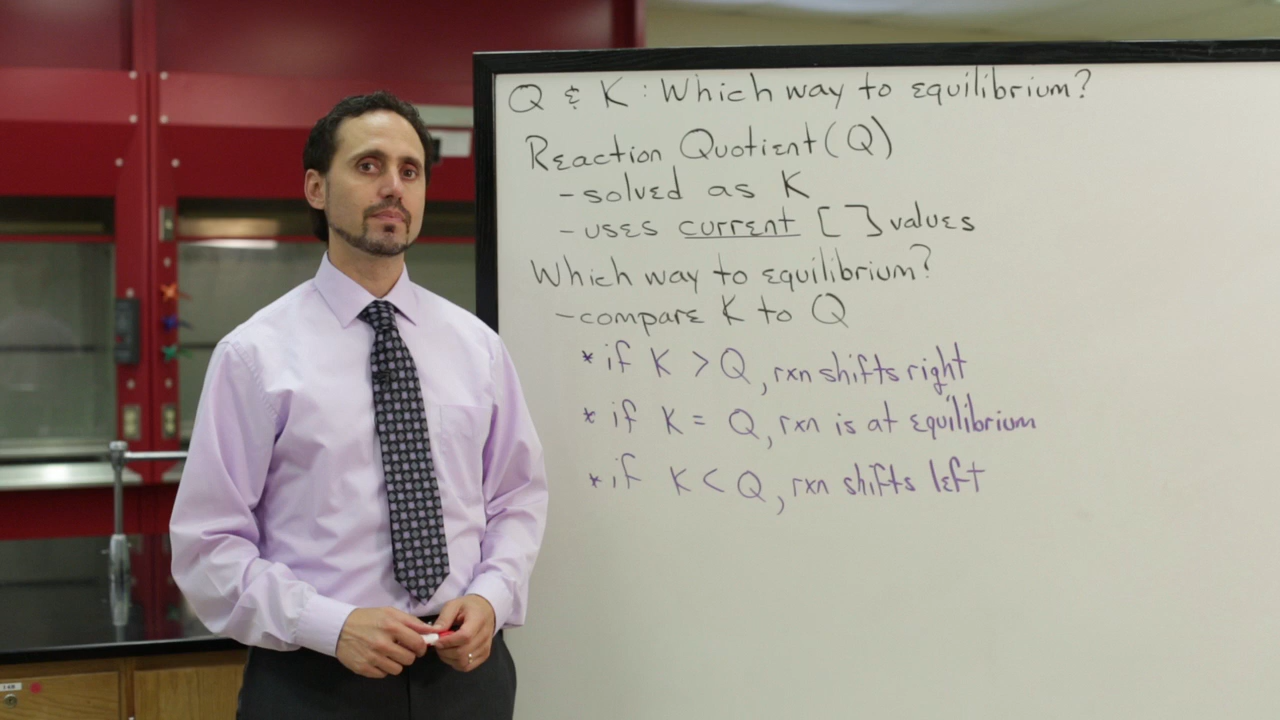 Q & K : Which way to equilibrium?
Reaction Quotient (Q)
- solved as K
- uses current [ ] values
Which way to equilibrium?
- compare K to Q
* if K > Q, rxn shifts right
* if K = Q, rxn is at equilibrium
* if K < Q, rxn shifts left